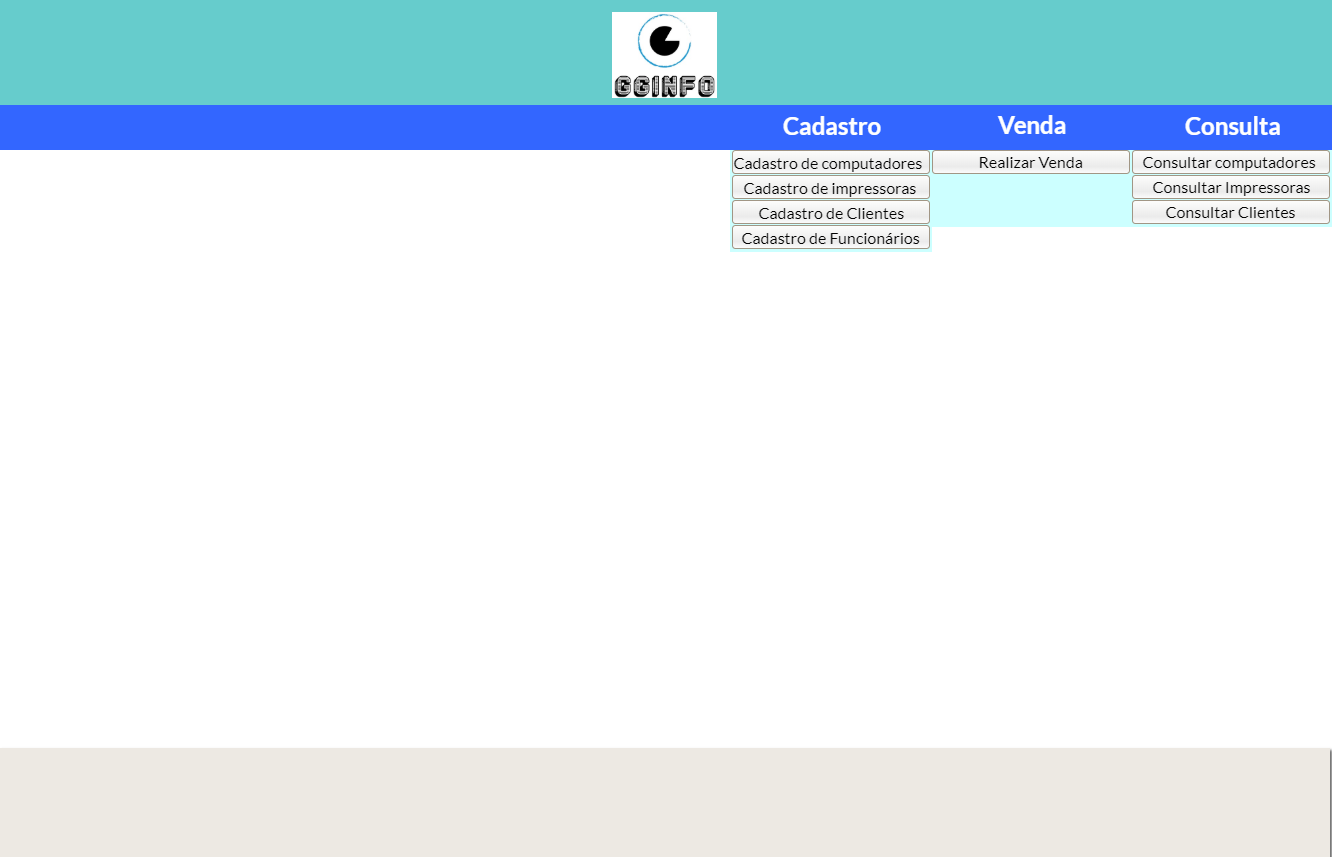 GGINFO
Cadastro
Venda
Consulta
Cadastro de computadores
Realizar Venda
Consultar computadores
Cadastro de impressoras
Consultar Impressoras
Cadastro de Clientes
Consultar Clientes
Cadastro de Funcionários